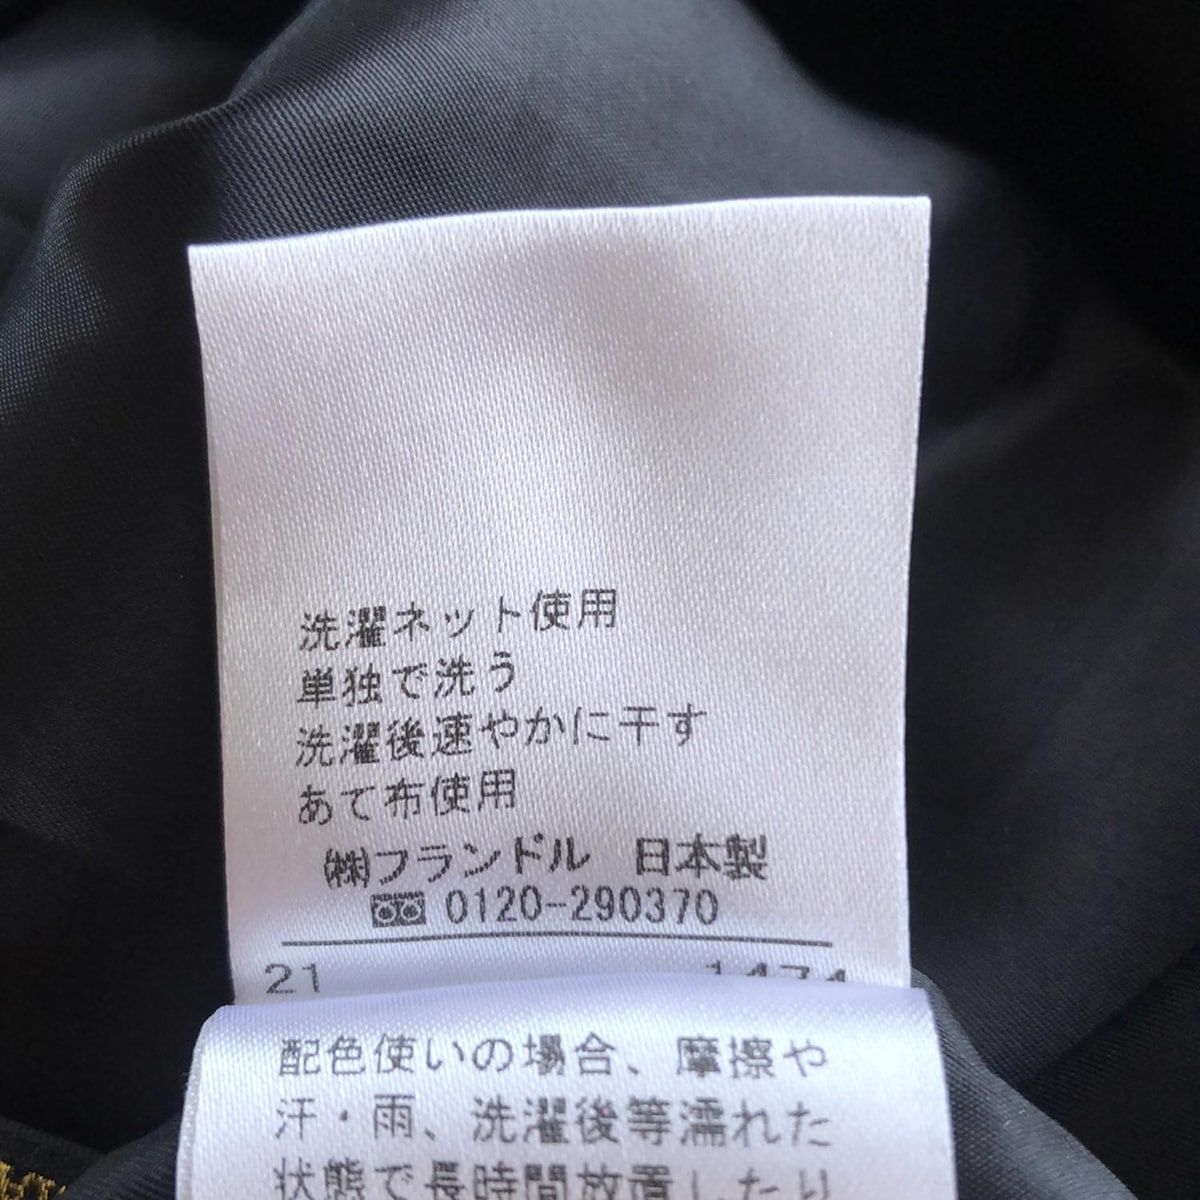 洗濯ネット使用
単独で洗う
洗濯後速やかに干す
あて布使用
㈱フランドル 日本製
0120-290370
21 1474
配色使いの場合、摩擦や
汗・雨、洗濯後等濡れた
状態で長時間放置したり